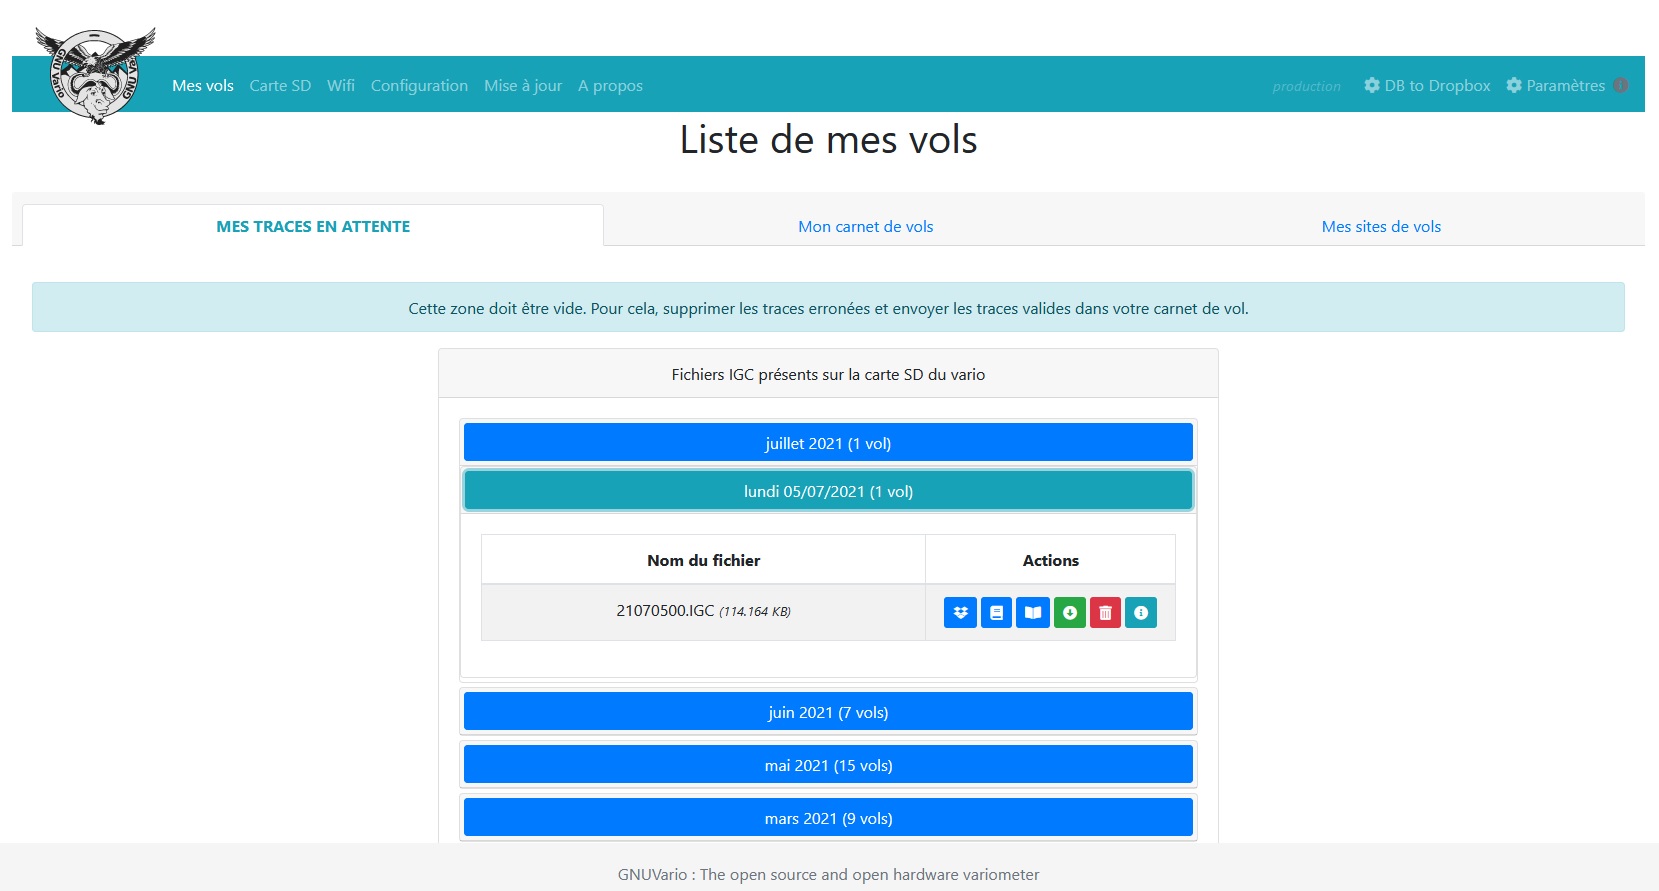 GNU Vario GNU Vario
Mes vols Carte SD Wifi Configuration Mise à jour A propos production DB to Dropbox Paramètres
Liste de mes vols
MES TRACES EN ATTENTE Mon carnet de vols Mes sites de vols
Cette zone doit être vide. Pour cela, supprimer les traces erronées et envoyer les traces valides dans votre carnet de vol.
Fichiers IGC présents sur la carte SD du vario
juillet 2021 (1 vol)
lundi 05/07/2021 (1 vol)
Nom du fichier Actions
21070500.IGC (114.164 KB)
juin 2021 (7 vols)
mai 2021 (15 vols)
mars 2021 (9 vols)
GNUVario : The open source and open hardware variometer